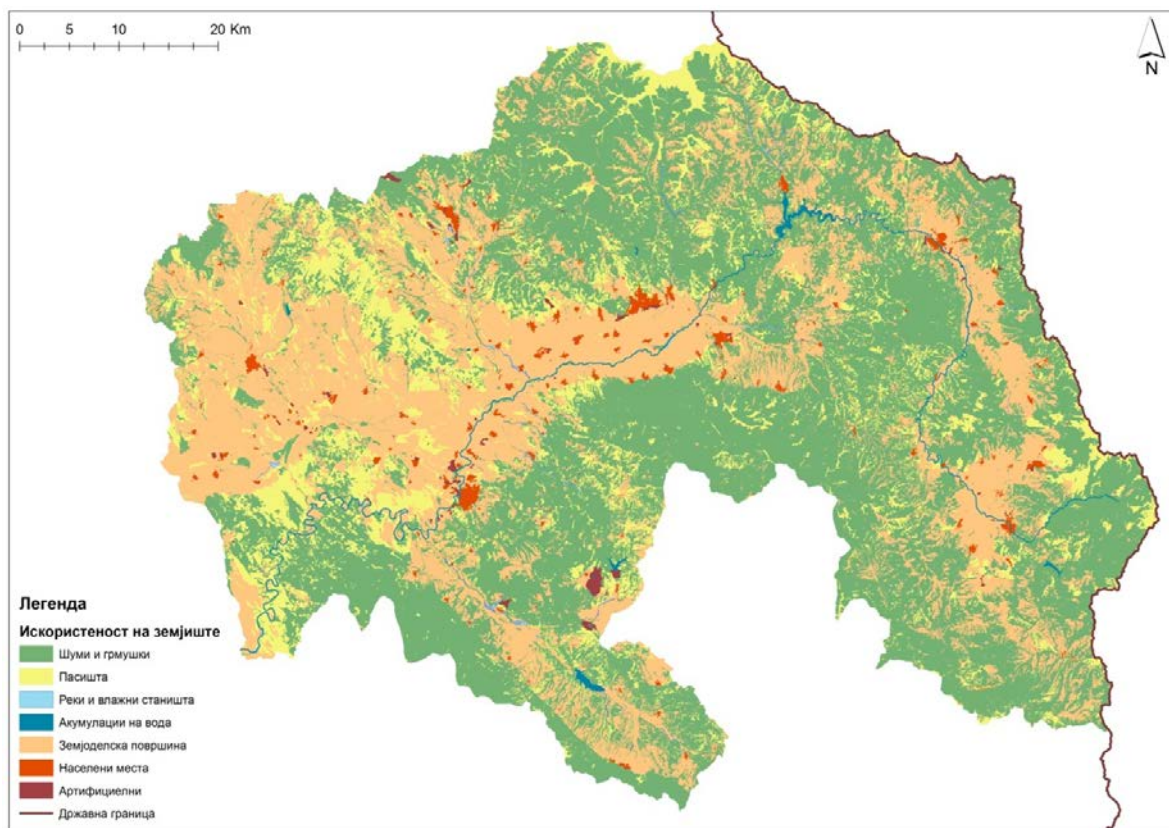 0 5 10 20 Km
N
Легенда
Искористеност на земјиште
Шуми и грмушки
Пасишта
Реки и влажни станишта
Акумулации на вода
Земјоделска површина
Населени места
Артифициелни
Државна граница